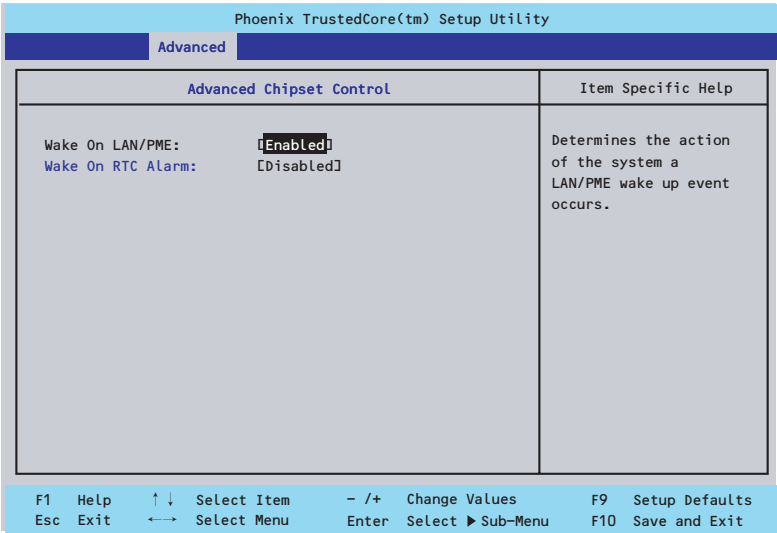 Phoenix TrustedCore(tm) Setup Utility
Advanced
Advanced Chipset Control
Item Specific Help
Wake On LAN/PME: [Enabled]
Wake On RTC Alarm: [Disabled]
Determines the action
of the system a
LAN/PME wake up event
occurs.
F1 Help ↑ ↓ Select Item - /+ Change Values F9 Setup Defaults
Esc Exit ←→ Select Menu Enter Select ▶ Sub-Menu F10 Save and Exit